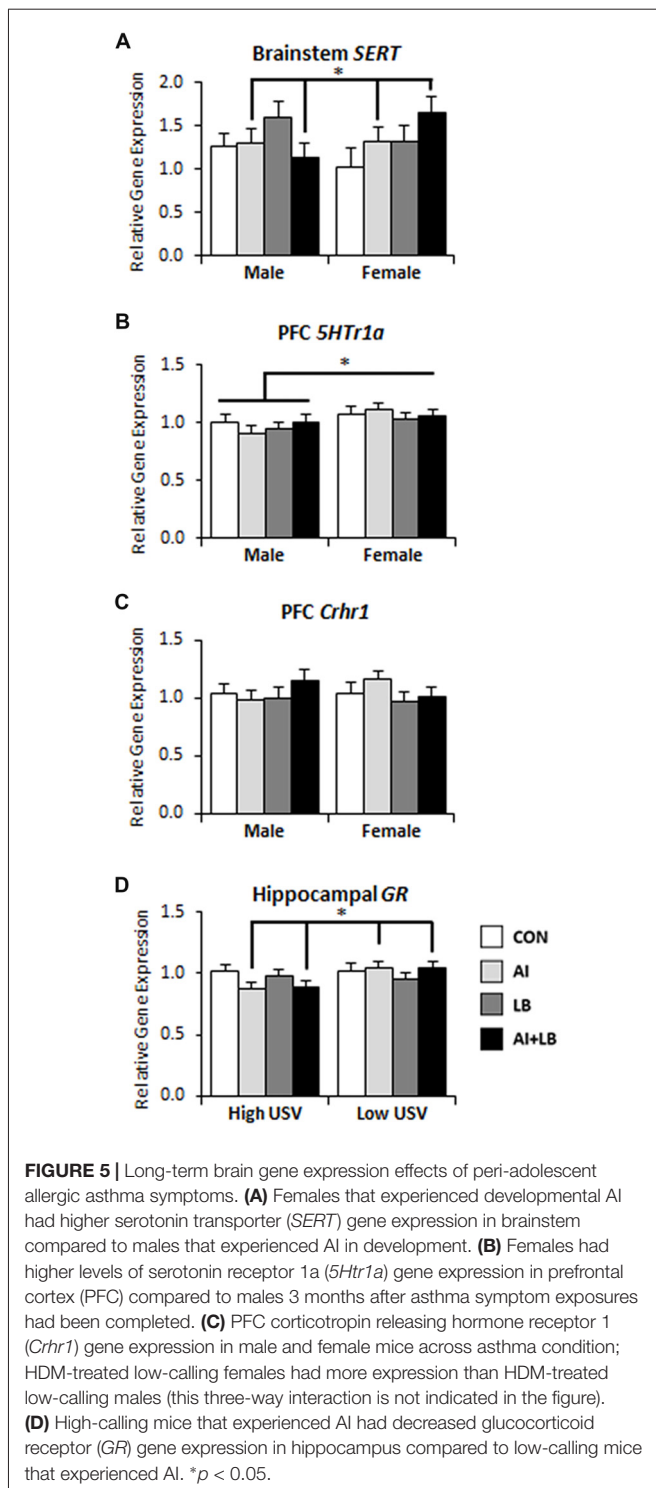 A
Brainstem SERT
*
Relative Gene Expression
2.0
1.5
1.0
0.5
0.0
Male Female
B
PFC 5HTr1a
*
Relative Gene Expression
1.5
1.0
0.5
0.0
Male Female
C
PFC Crhr1
Relative Gene Expression
1.5
1.0
0.5
0.0
Male Female
D
Hippocampal GR
*
Relative Gene Expression
1.5
1.0
0.5
0.0
High USV Low USV
CON
AI
LB
AI+LB
FIGURE 5 | Long-term brain gene expression effects of peri-adolescent
allergic asthma symptoms. (A) Females that experienced developmental AI
had higher serotonin transporter (SERT) gene expression in brainstem
compared to males that experienced AI in development. (B) Females had
higher levels of serotonin receptor 1a (5Htr1a) gene expression in prefrontal
cortex (PFC) compared to males 3 months after asthma symptom exposures
had been completed. (C) PFC corticotropin releasing hormone receptor 1
(Crhr1) gene expression in male and female mice across asthma condition;
HDM-treated low-calling females had more expression than HDM-treated
low-calling males (this three-way interaction is not indicated in the figure).
(D) High-calling mice that experienced AI had decreased glucocorticoid
receptor (GR) gene expression in hippocampus compared to low-calling mice
that experienced AI. *p < 0.05.